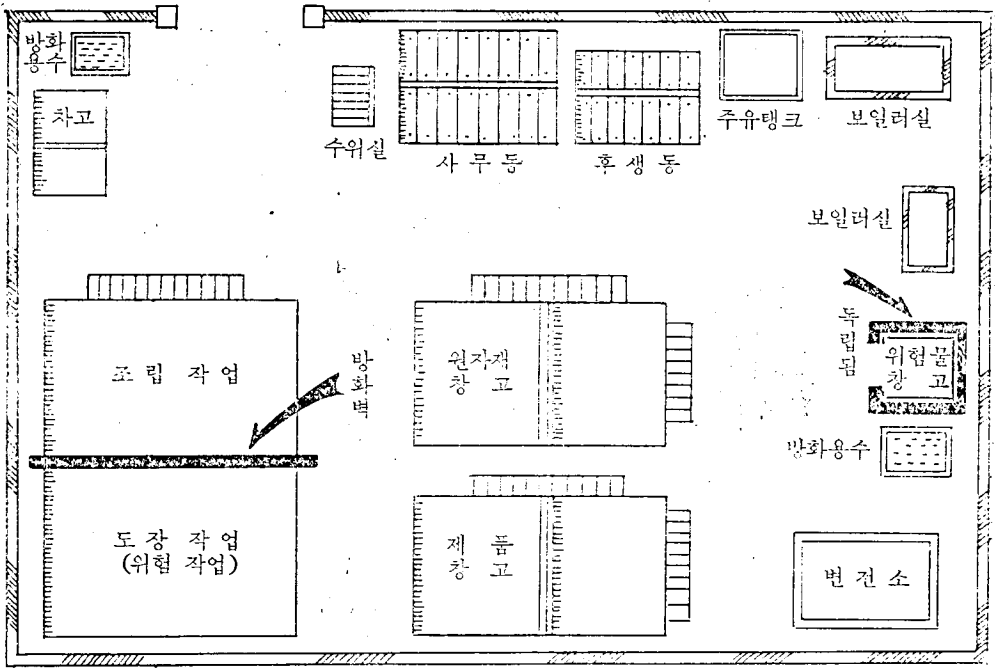 방화
용수
차고
수위실
사무동
후생동
주유탱크
보일러실
보일러실
독립됨
위험물
창고
방화용수
변전소
조립 작업
방화벽
도장 작업
(위험 작업)
원자재
창고
제품
창고